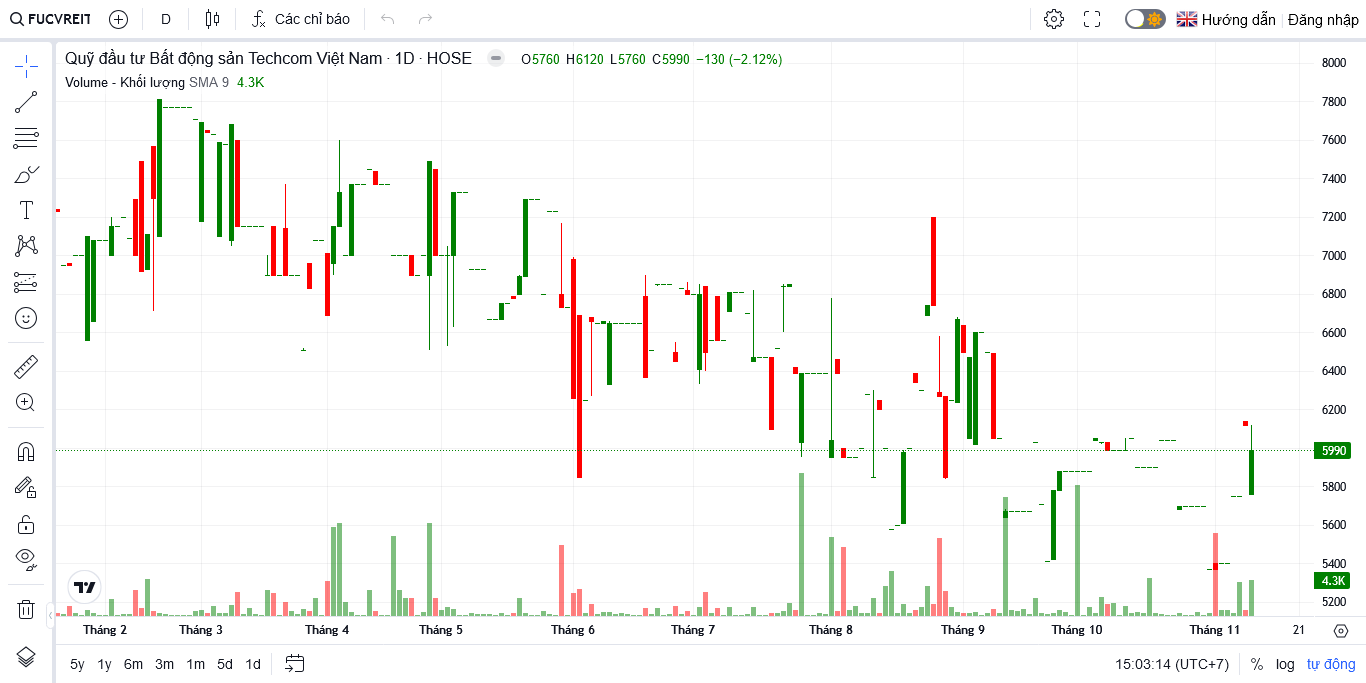 FUCVREIT D Các chỉ báo Hướng dẫn Đăng nhập
Quỹ đầu tư Bất động sản Techcom Việt Nam · 1D · HOSE O5760 H6120 L5760 C5990 −130 (−2.12%)
Volume - Khối lượng SMA 9 4.3K
8000
7800
7600
7400
7200
7000
6800
6600
6400
6200
5990
5800
5600
5400
4.3K
5200
Tháng 2 Tháng 3 Tháng 4 Tháng 5 Tháng 6 Tháng 7 Tháng 8 Tháng 9 Tháng 10 Tháng 11 21
5y 1y 6m 3m 1m 5d 1d 15:03:14 (UTC+7) % log tự động